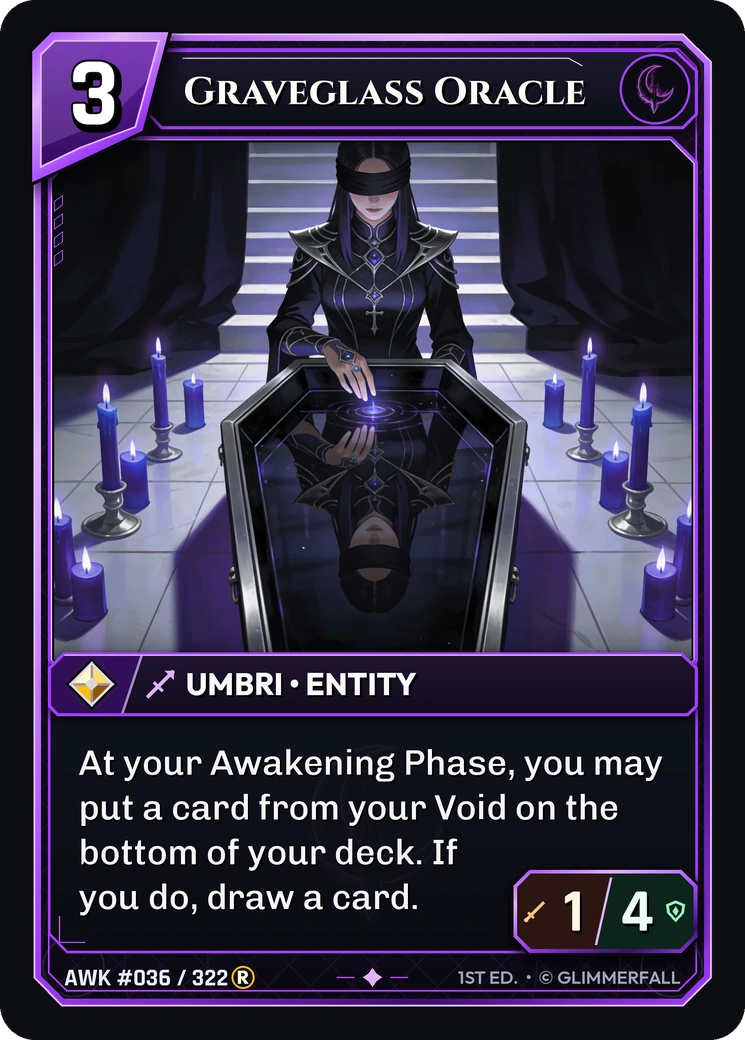 3
GRAVEGLASS ORACLE
UMBRI • ENTITY
At your Awakening Phase, you may
put a card from your Void on the
bottom of your deck. If
you do, draw a card.
1 / 4
AWK #036 / 322 R
1ST ED. • © GLIMMERFALL